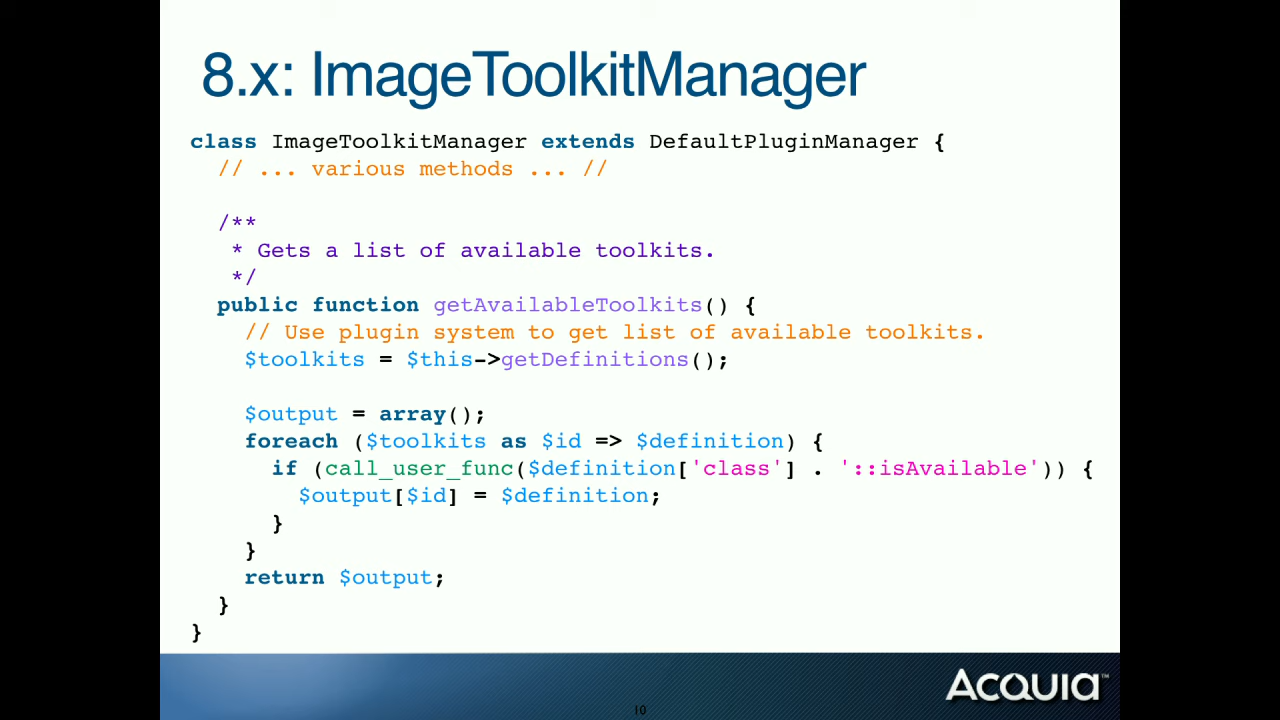 8.x: ImageToolkitManager
class ImageToolkitManager extends DefaultPluginManager {
  // ... various methods ... //

  /**
   * Gets a list of available toolkits.
   */
  public function getAvailableToolkits() {
    // Use plugin system to get list of available toolkits.
    $toolkits = $this->getDefinitions();

    $output = array();
    foreach ($toolkits as $id => $definition) {
      if (call_user_func($definition['class'] . '::isAvailable')) {
        $output[$id] = $definition;
      }
    }
    return $output;
  }
}
ACQUIA™
10